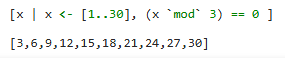 [x | x <- [1..30], (x `mod` 3) == 0 ]
[3,6,9,12,15,18,21,24,27,30]